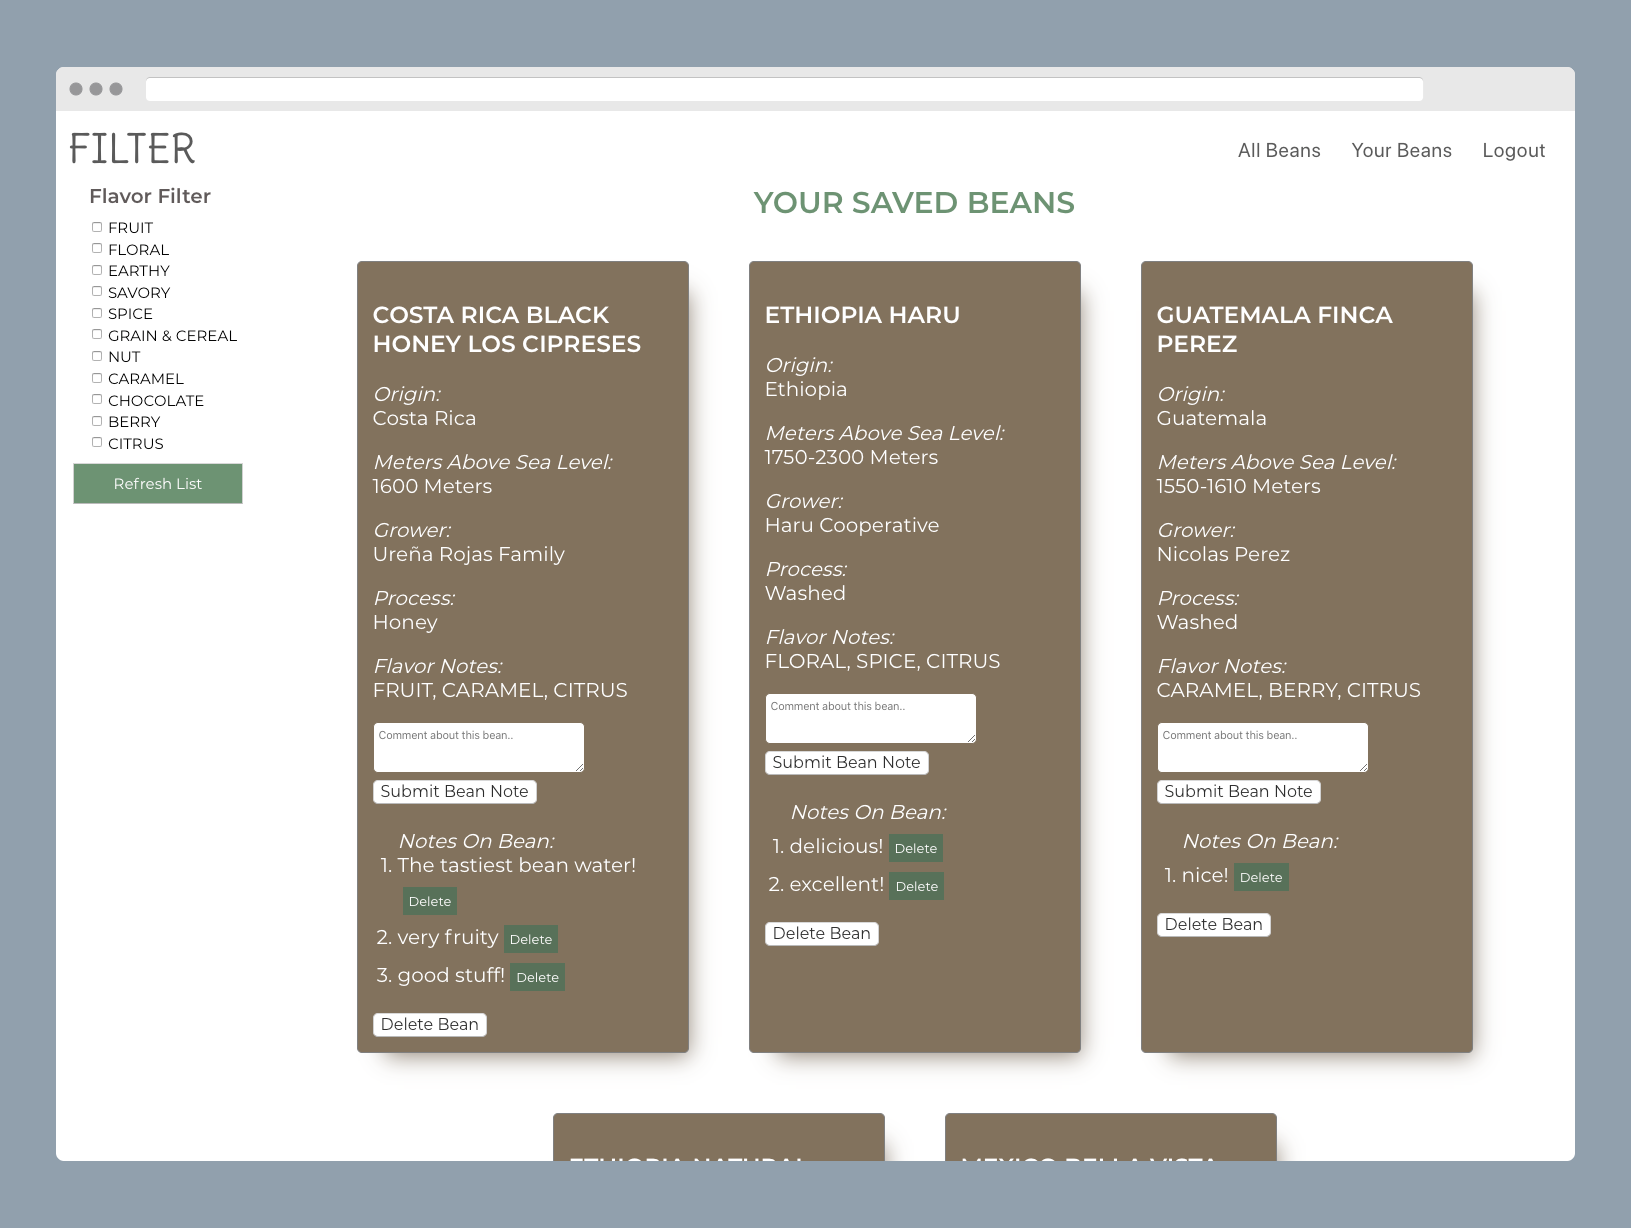 FILTER
All Beans
Your Beans
Logout
Flavor Filter
FRUIT
FLORAL
EARTHY
SAVORY
SPICE
GRAIN & CEREAL
NUT
CARAMEL
CHOCOLATE
BERRY
CITRUS
Refresh List
YOUR SAVED BEANS
COSTA RICA BLACK
HONEY LOS CIPRESES
Origin:
Costa Rica
Meters Above Sea Level:
1600 Meters
Grower:
Ureña Rojas Family
Process:
Honey
Flavor Notes:
FRUIT, CARAMEL, CITRUS
Comment about this bean..
Submit Bean Note
Notes On Bean:
1. The tastiest bean water!
Delete
2. very fruity Delete
3. good stuff! Delete
Delete Bean
ETHIOPIA HARU
Origin:
Ethiopia
Meters Above Sea Level:
1750-2300 Meters
Grower:
Haru Cooperative
Process:
Washed
Flavor Notes:
FLORAL, SPICE, CITRUS
Comment about this bean..
Submit Bean Note
Notes On Bean:
1. delicious! Delete
2. excellent! Delete
Delete Bean
GUATEMALA FINCA
PEREZ
Origin:
Guatemala
Meters Above Sea Level:
1550-1610 Meters
Grower:
Nicolas Perez
Process:
Washed
Flavor Notes:
CARAMEL, BERRY, CITRUS
Comment about this bean..
Submit Bean Note
Notes On Bean:
1. nice! Delete
Delete Bean
ETHIOPIA NATURAL
MEXICO BELLA VISTA